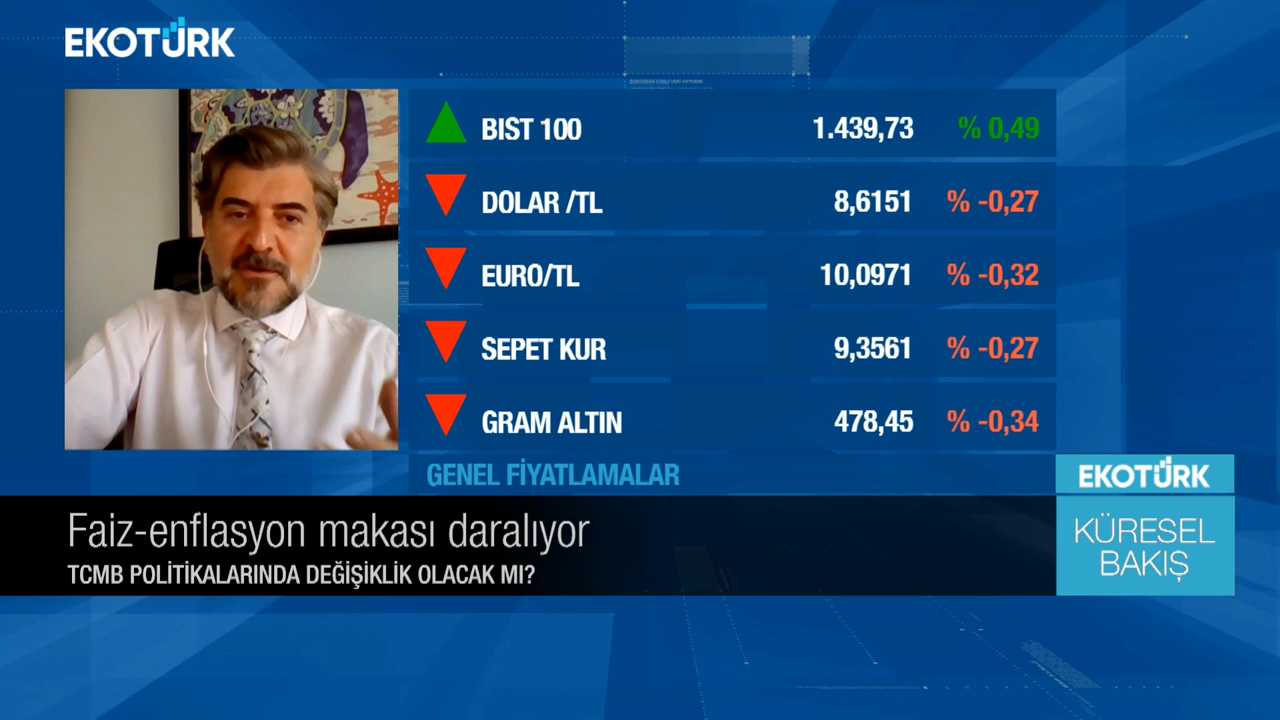 EKOTÜRK
BIST 100 1.439,73 % 0,49
DOLAR /TL 8,6151 % -0,27
EURO/TL 10,0971 % -0,32
SEPET KUR 9,3561 % -0,27
GRAM ALTIN 478,45 % -0,34
GENEL FİYATLAMALAR
EKOTÜRK
Faiz-enflasyon makası daralıyor
TCMB POLİTİKALARINDA DEĞİŞİKLİK OLACAK MI?
KÜRESEL
BAKIŞ